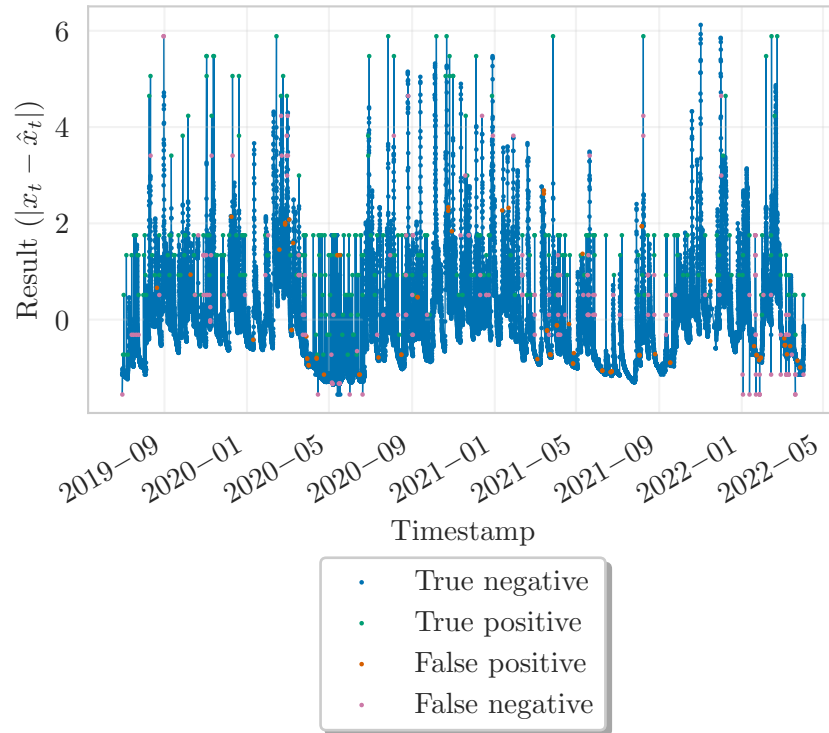 6
4
2
0
Result (|x_t − x̂_t|)
2019−09
2020−01
2020−05
2020−09
2021−01
2021−05
2021−09
2022−01
2022−05
Timestamp
True negative
True positive
False positive
False negative